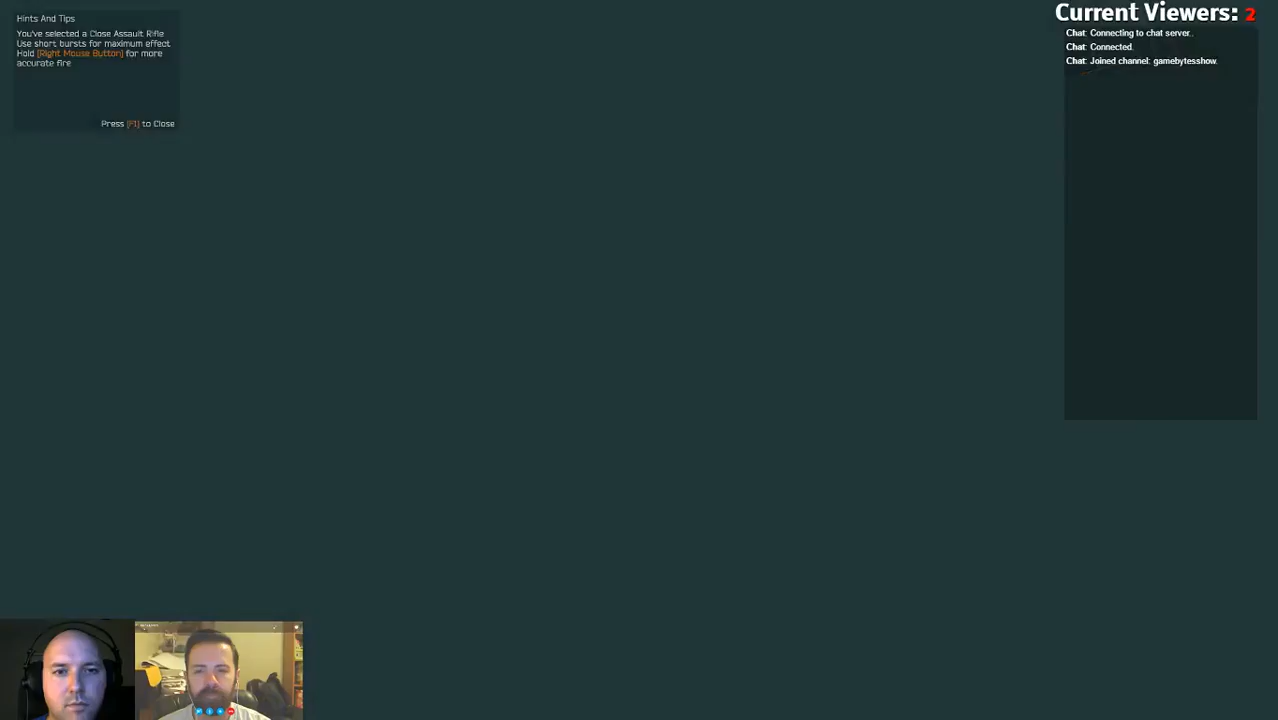 Hints And Tips
You've selected a Close Assault Rifle
Use short bursts for maximum effect
Hold [Right Mouse Button] for more
accurate fire
Press [F1] to Close
Current Viewers: 2
Chat: Connecting to chat server..
Chat: Connected.
Chat: Joined channel: gamebytesshow.